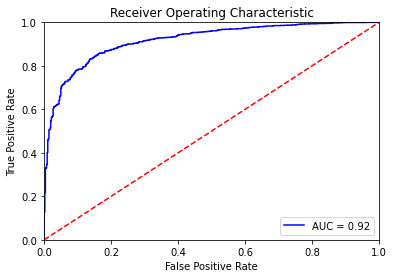 Receiver Operating Characteristic
True Positive Rate
1.0
0.8
0.6
0.4
0.2
0.0
AUC = 0.92
0.0 0.2 0.4 0.6 0.8 1.0
False Positive Rate